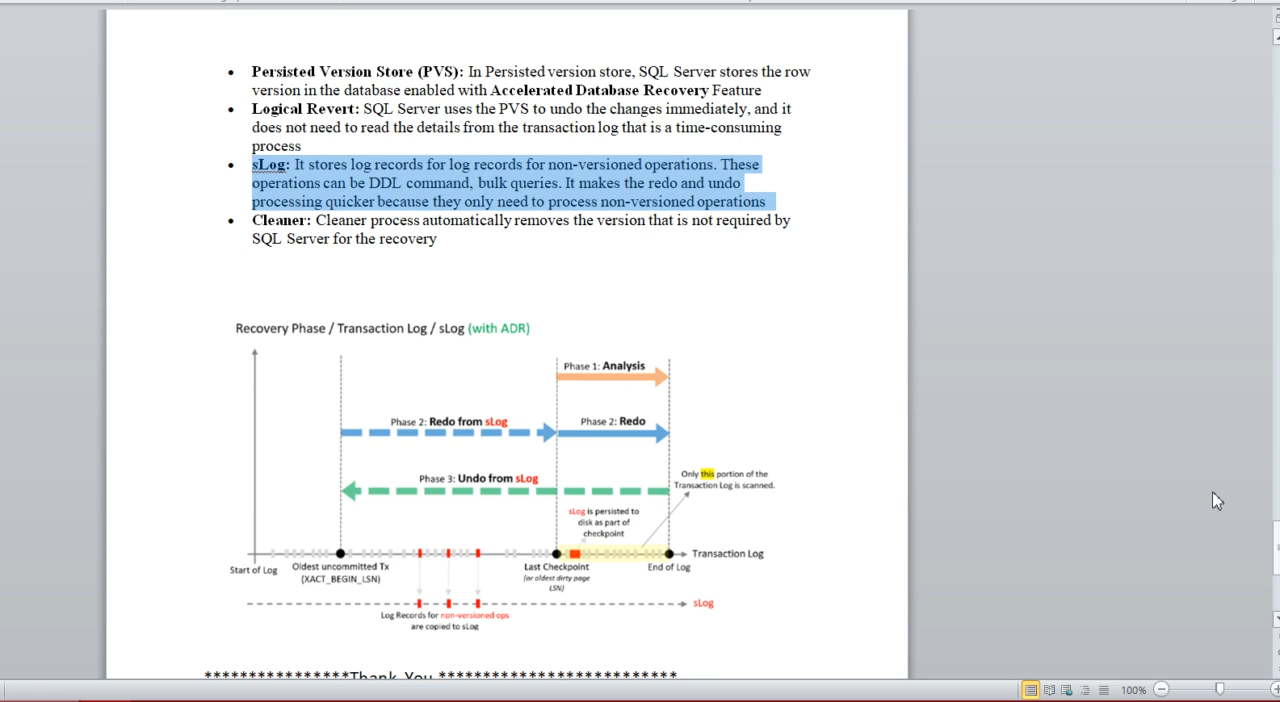 Persisted Version Store (PVS): In Persisted version store, SQL Server stores the row
version in the database enabled with Accelerated Database Recovery Feature
Logical Revert: SQL Server uses the PVS to undo the changes immediately, and it
does not need to read the details from the transaction log that is a time-consuming
process
sLog: It stores log records for log records for non-versioned operations. These
operations can be DDL command, bulk queries. It makes the redo and undo
processing quicker because they only need to process non-versioned operations
Cleaner: Cleaner process automatically removes the version that is not required by
SQL Server for the recovery
Recovery Phase / Transaction Log / sLog (with ADR)
Phase 1: Analysis
Phase 2: Redo from sLog
Phase 2: Redo
Phase 3: Undo from sLog
Only this portion of the
Transaction Log is scanned.
sLog is persisted to
disk as part of
checkpoint
Transaction Log
Start of Log
Oldest uncommitted Tx
(XACT_BEGIN_LSN)
Last Checkpoint
(or oldest dirty page
LSN)
End of Log
sLog
Log Records for non-versioned ops
are copied to sLog
****************Thank You **************************
100%